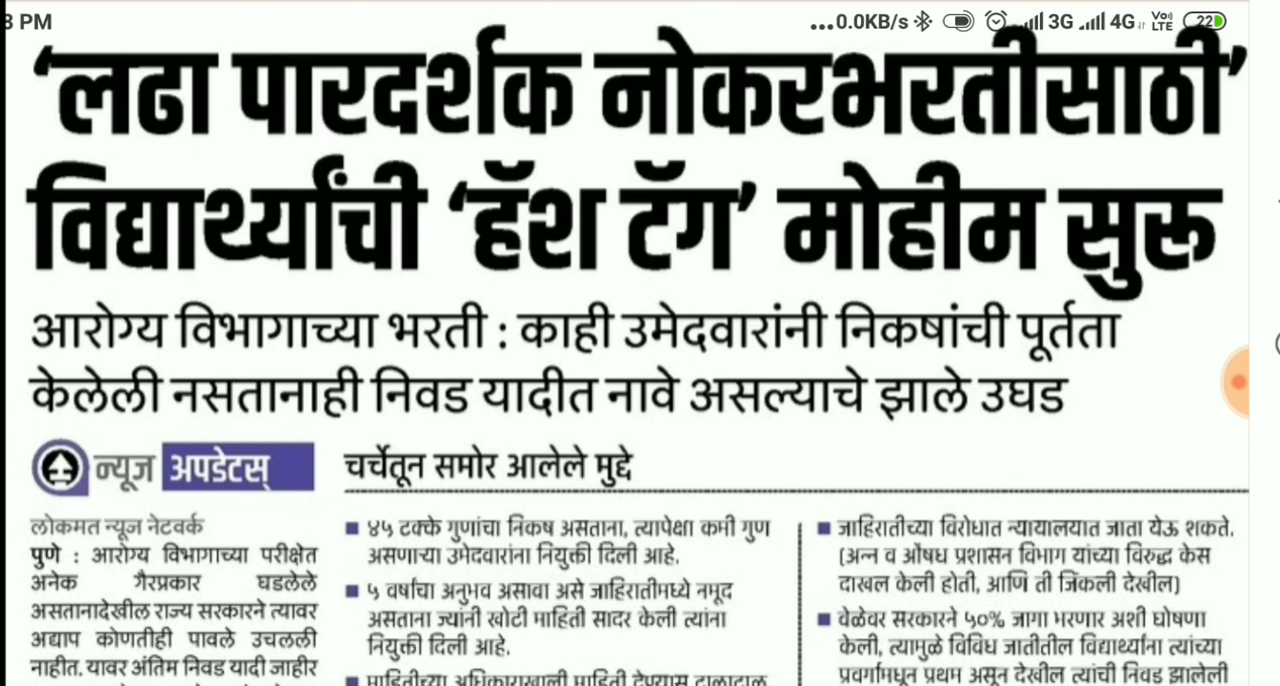 3 PM
...0.0KB/s 3G 4G Vo) LTE 22
‘लढा पारदर्शक नोकरभरतीसाठी’
विद्यार्थ्यांची ‘हॅश टॅग’ मोहीम सुरू
आरोग्य विभागाच्या भरती : काही उमेदवारांनी निकषांची पूर्तता
केलेली नसतानाही निवड यादीत नावे असल्याचे झाले उघड
न्यूज अपडेटस्
लोकमत न्यूज नेटवर्क
पुणे : आरोग्य विभागाच्या परीक्षेत
अनेक गैरप्रकार घडलेले
असतानादेखील राज्य सरकारने त्यावर
अद्याप कोणतीही पावले उचलली
नाहीत. यावर अंतिम निवड यादी जाहीर
चर्चेतून समोर आलेले मुद्दे
४५ टक्के गुणांचा निकष असताना, त्यापेक्षा कमी गुण
असणाऱ्या उमेदवारांना नियुक्ती दिली आहे.
५ वर्षांचा अनुभव असावा असे जाहिरातीमध्ये नमूद
असताना ज्यांनी खोटी माहिती सादर केली त्यांना
नियुक्ती दिली आहे.
माहितीच्या अधिकाराखाली माहिती देण्यास टाळाटाळ
जाहिरातीच्या विरोधात न्यायालयात जाता येऊ शकते.
(अन्न व औषध प्रशासन विभाग यांच्या विरुद्ध केस
दाखल केली होती, आणि ती जिंकली देखील)
वेळेवर सरकारने ५०% जागा भरणार अशी घोषणा
केली, त्यामुळे विविध जातीतील विद्यार्थ्यांना त्यांच्या
प्रवर्गामधून प्रथम असून देखील त्यांची निवड झालेली